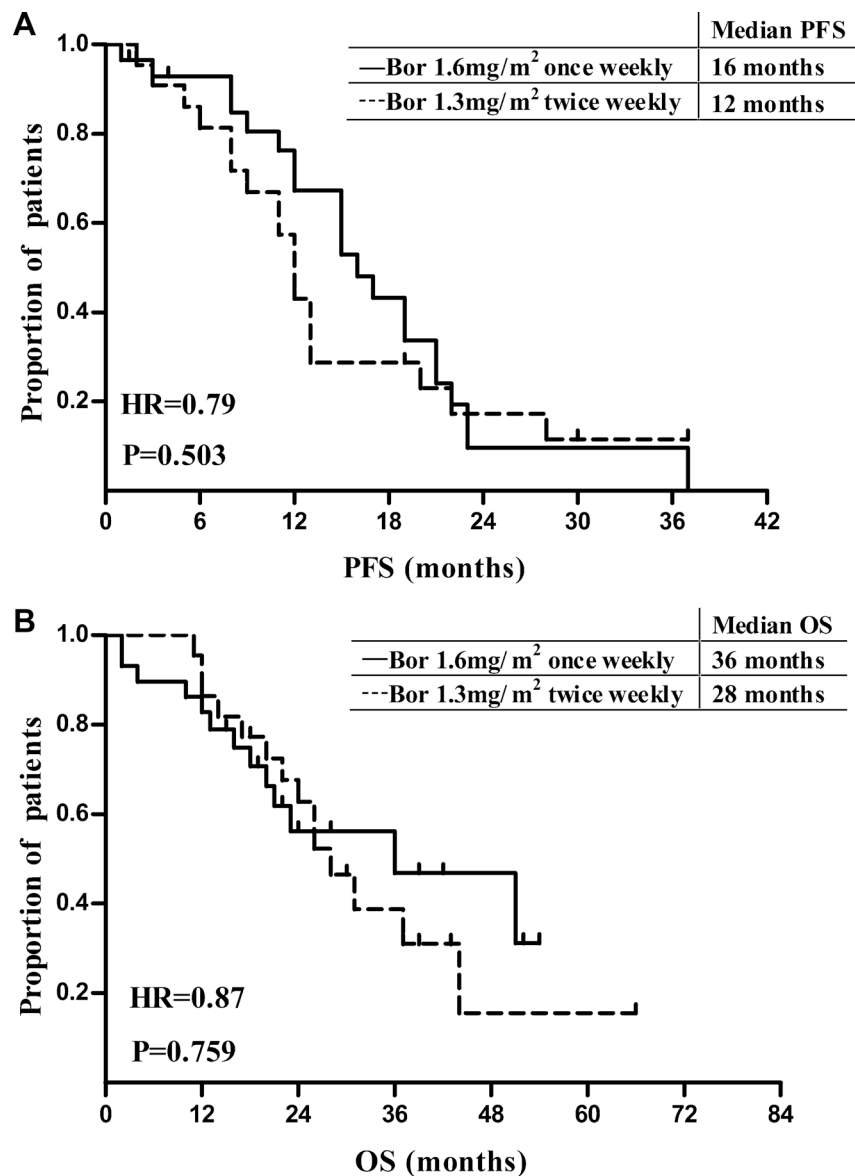 A
Median PFS
Bor 1.6mg/m² once weekly 16 months
Bor 1.3mg/m² twice weekly 12 months
1.0
0.8
0.6
0.4
0.2
Proportion of patients
HR=0.79
P=0.503
0 6 12 18 24 30 36 42
PFS (months)
B
Median OS
Bor 1.6mg/m² once weekly 36 months
Bor 1.3mg/m² twice weekly 28 months
1.0
0.8
0.6
0.4
0.2
Proportion of patients
HR=0.87
P=0.759
0 12 24 36 48 60 72 84
OS (months)